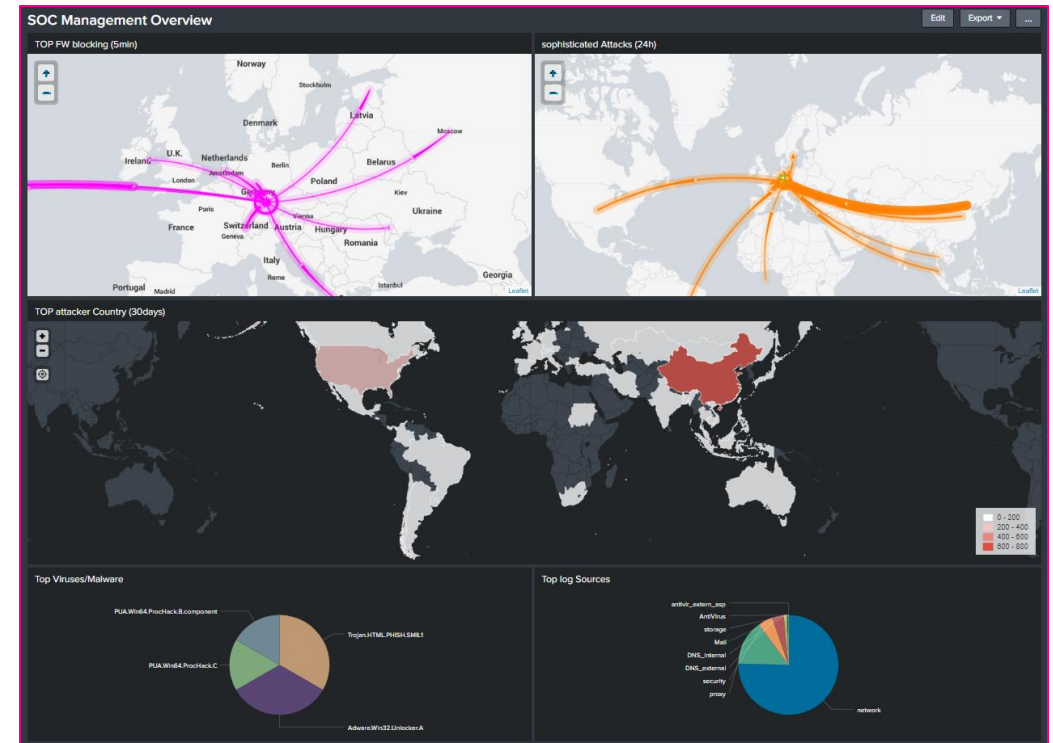 SOC Management Overview
Edit
Export
...
TOP FW blocking (5min)
sophisticated Attacks (24h)
+
−
Norway
Stockholm
Latvia
Denmark
Moscow
Ireland
U.K.
Netherlands
Amsterdam
Berlin
Belarus
London
Poland
Germany
Kiev
Paris
Vienna
Ukraine
France
Switzerland
Austria
Hungary
Geneva
Romania
Italy
Rome
Georgia
Portugal
Madrid
Istanbul
Leaflet
+
−
Leaflet
TOP attacker Country (30days)
+
−
0 - 200
200 - 400
400 - 600
600 - 800
Top Viruses/Malware
PUA.Win64.ProcHack.B.component
Trojan.HTML.PHISH.SMIL1
PUA.Win64.ProcHack.C
Adware.Win32.Unlocker.A
Top log Sources
antivir_extern_asp
AntiVirus
storage
Mail
DNS_internal
DNS_external
security
proxy
network